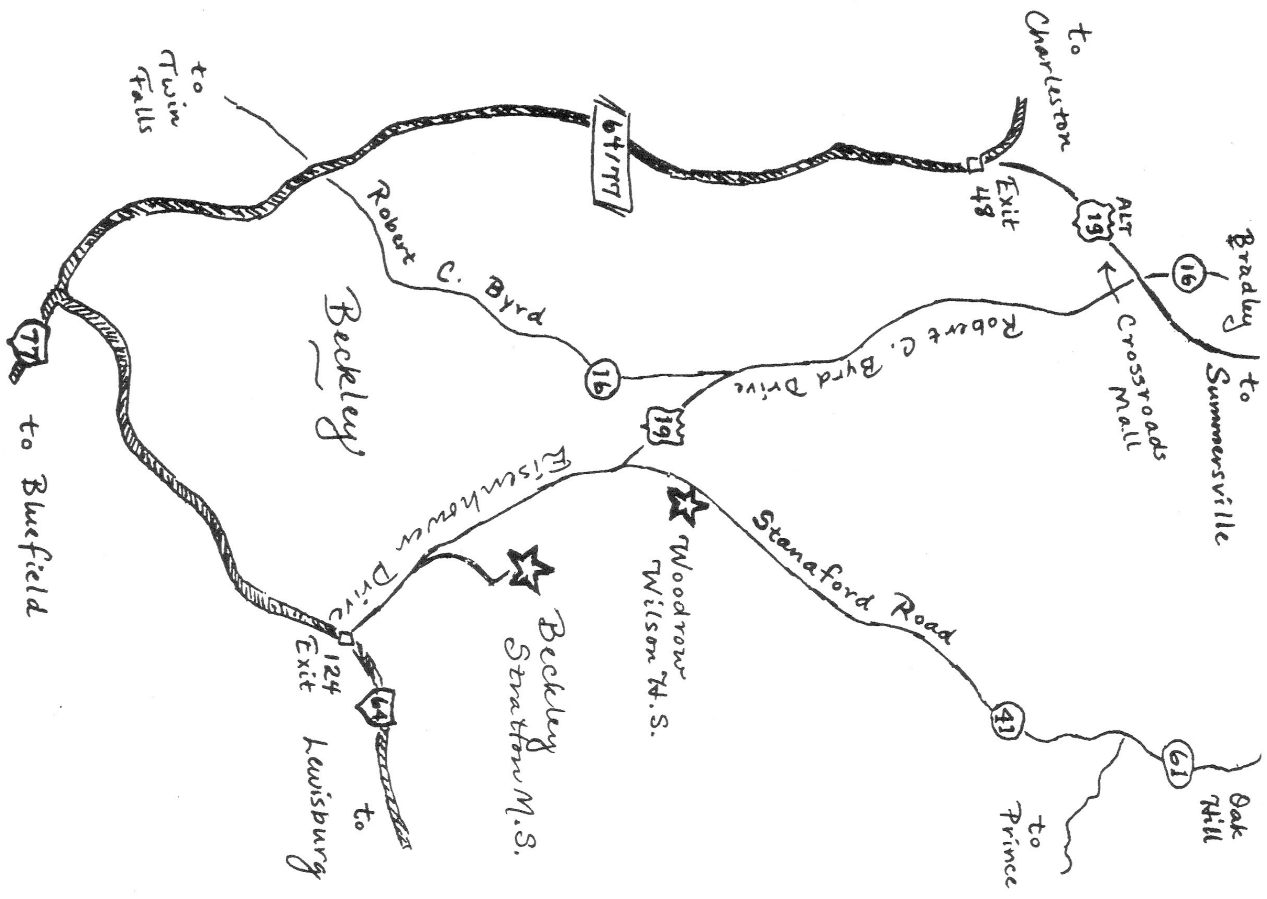 Bradley
to
Summersville
Oak
Hill
16
61
ALT
19
Crossroads
Mall
to
Charleston
Exit
48
41
to
Prince
Robert C. Byrd Drive
Stanaford Road
64/77
19
Woodrow
Wilson H.S.
16
Robert C. Byrd
Eisenhower Drive
Beckley
Stratton M.S.
Beckley
64
to
Lewisburg
124
Exit
to
Twin
Falls
77
to Bluefield